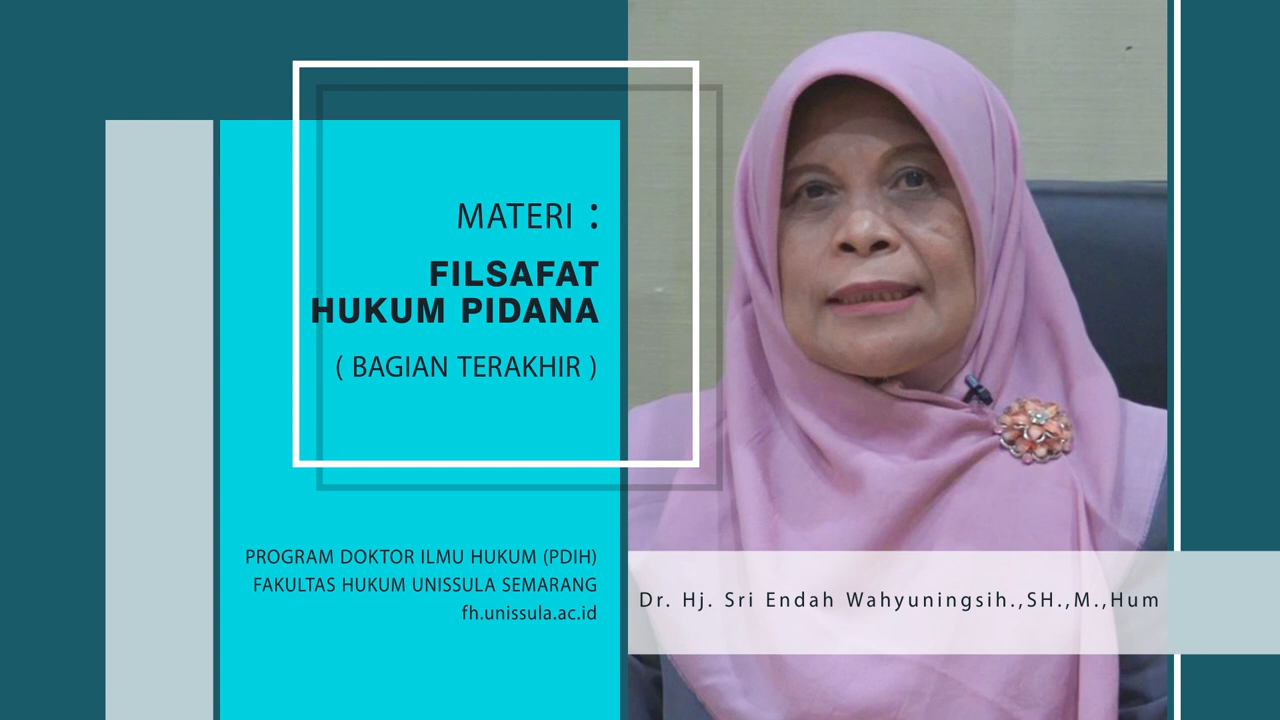 MATERI :
FILSAFAT
HUKUM PIDANA
( BAGIAN TERAKHIR )
PROGRAM DOKTOR ILMU HUKUM (PDIH)
FAKULTAS HUKUM UNISSULA SEMARANG
fh.unissula.ac.id
Dr. Hj. Sri Endah Wahyuningsih.,SH.,M.,Hum